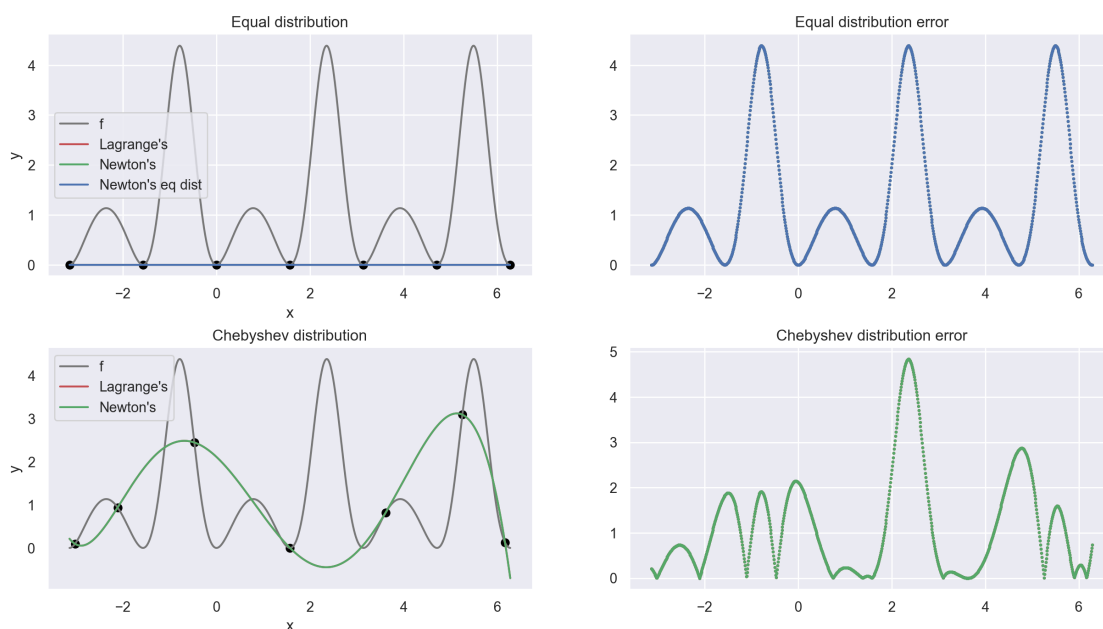 Equal distribution
y
4
3
2
1
0
f
Lagrange's
Newton's
Newton's eq dist
−2
0
2
4
6
x
Equal distribution error
4
3
2
1
0
−2
0
2
4
6
Chebyshev distribution
y
4
3
2
1
0
f
Lagrange's
Newton's
−2
0
2
4
6
x
Chebyshev distribution error
5
4
3
2
1
0
−2
0
2
4
6